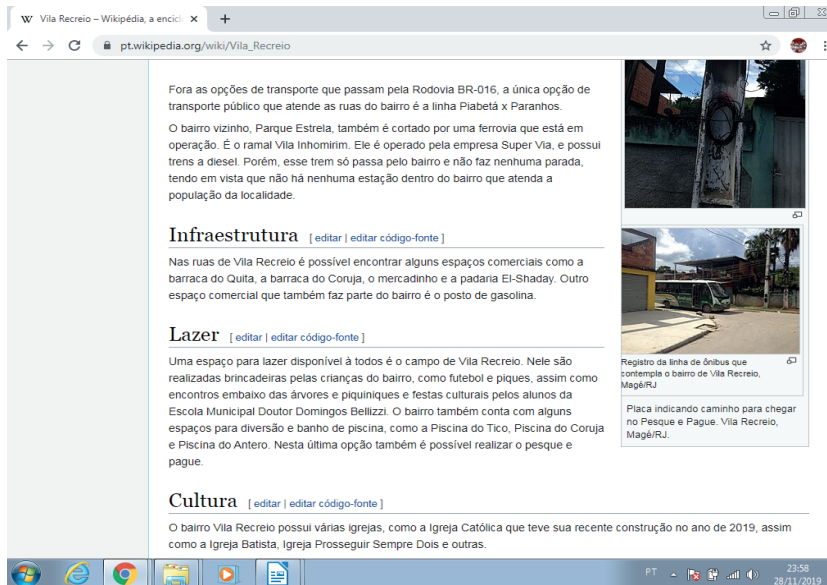 W Vila Recreio – Wikipédia, a encicl
pt.wikipedia.org/wiki/Vila_Recreio
Fora as opções de transporte que passam pela Rodovia BR-016, a única opção de
transporte público que atende as ruas do bairro é a linha Piabetá x Paranhos.
O bairro vizinho, Parque Estrela, também é cortado por uma ferrovia que está em
operação. É o ramal Vila Inhomirim. Ele é operado pela empresa Super Via, e possui
trens a diesel. Porém, esse trem só passa pelo bairro e não faz nenhuma parada,
tendo em vista que não há nenhuma estação dentro do bairro que atenda a
população da localidade.
Infraestrutura [ editar | editar código-fonte ]
Nas ruas de Vila Recreio é possível encontrar alguns espaços comerciais como a
barraca do Quita, a barraca do Coruja, o mercadinho e a padaria El-Shaday. Outro
espaço comercial que também faz parte do bairro é o posto de gasolina.
Lazer [ editar | editar código-fonte ]
Uma espaço para lazer disponível à todos é o campo de Vila Recreio. Nele são
realizadas brincadeiras pelas crianças do bairro, como futebol e piques, assim como
encontros embaixo das árvores e piquiniques e festas culturais pelos alunos da
Escola Municipal Doutor Domingos Bellizzi. O bairro também conta com alguns
espaços para diversão e banho de piscina, como a Piscina do Tico, Piscina do Coruja
e Piscina do Antero. Nesta última opção também é possível realizar o pesque e
pague.
Registro da linha de ônibus que
contempla o bairro de Vila Recreio,
Magé/RJ
Placa indicando caminho para chegar
no Pesque e Pague. Vila Recreio,
Magé/RJ.
Cultura [ editar | editar código-fonte ]
O bairro Vila Recreio possui várias igrejas, como a Igreja Católica que teve sua recente construção no ano de 2019, assim
como a Igreja Batista, Igreja Prosseguir Sempre Dois e outras.
PT
23:58
28/11/2019